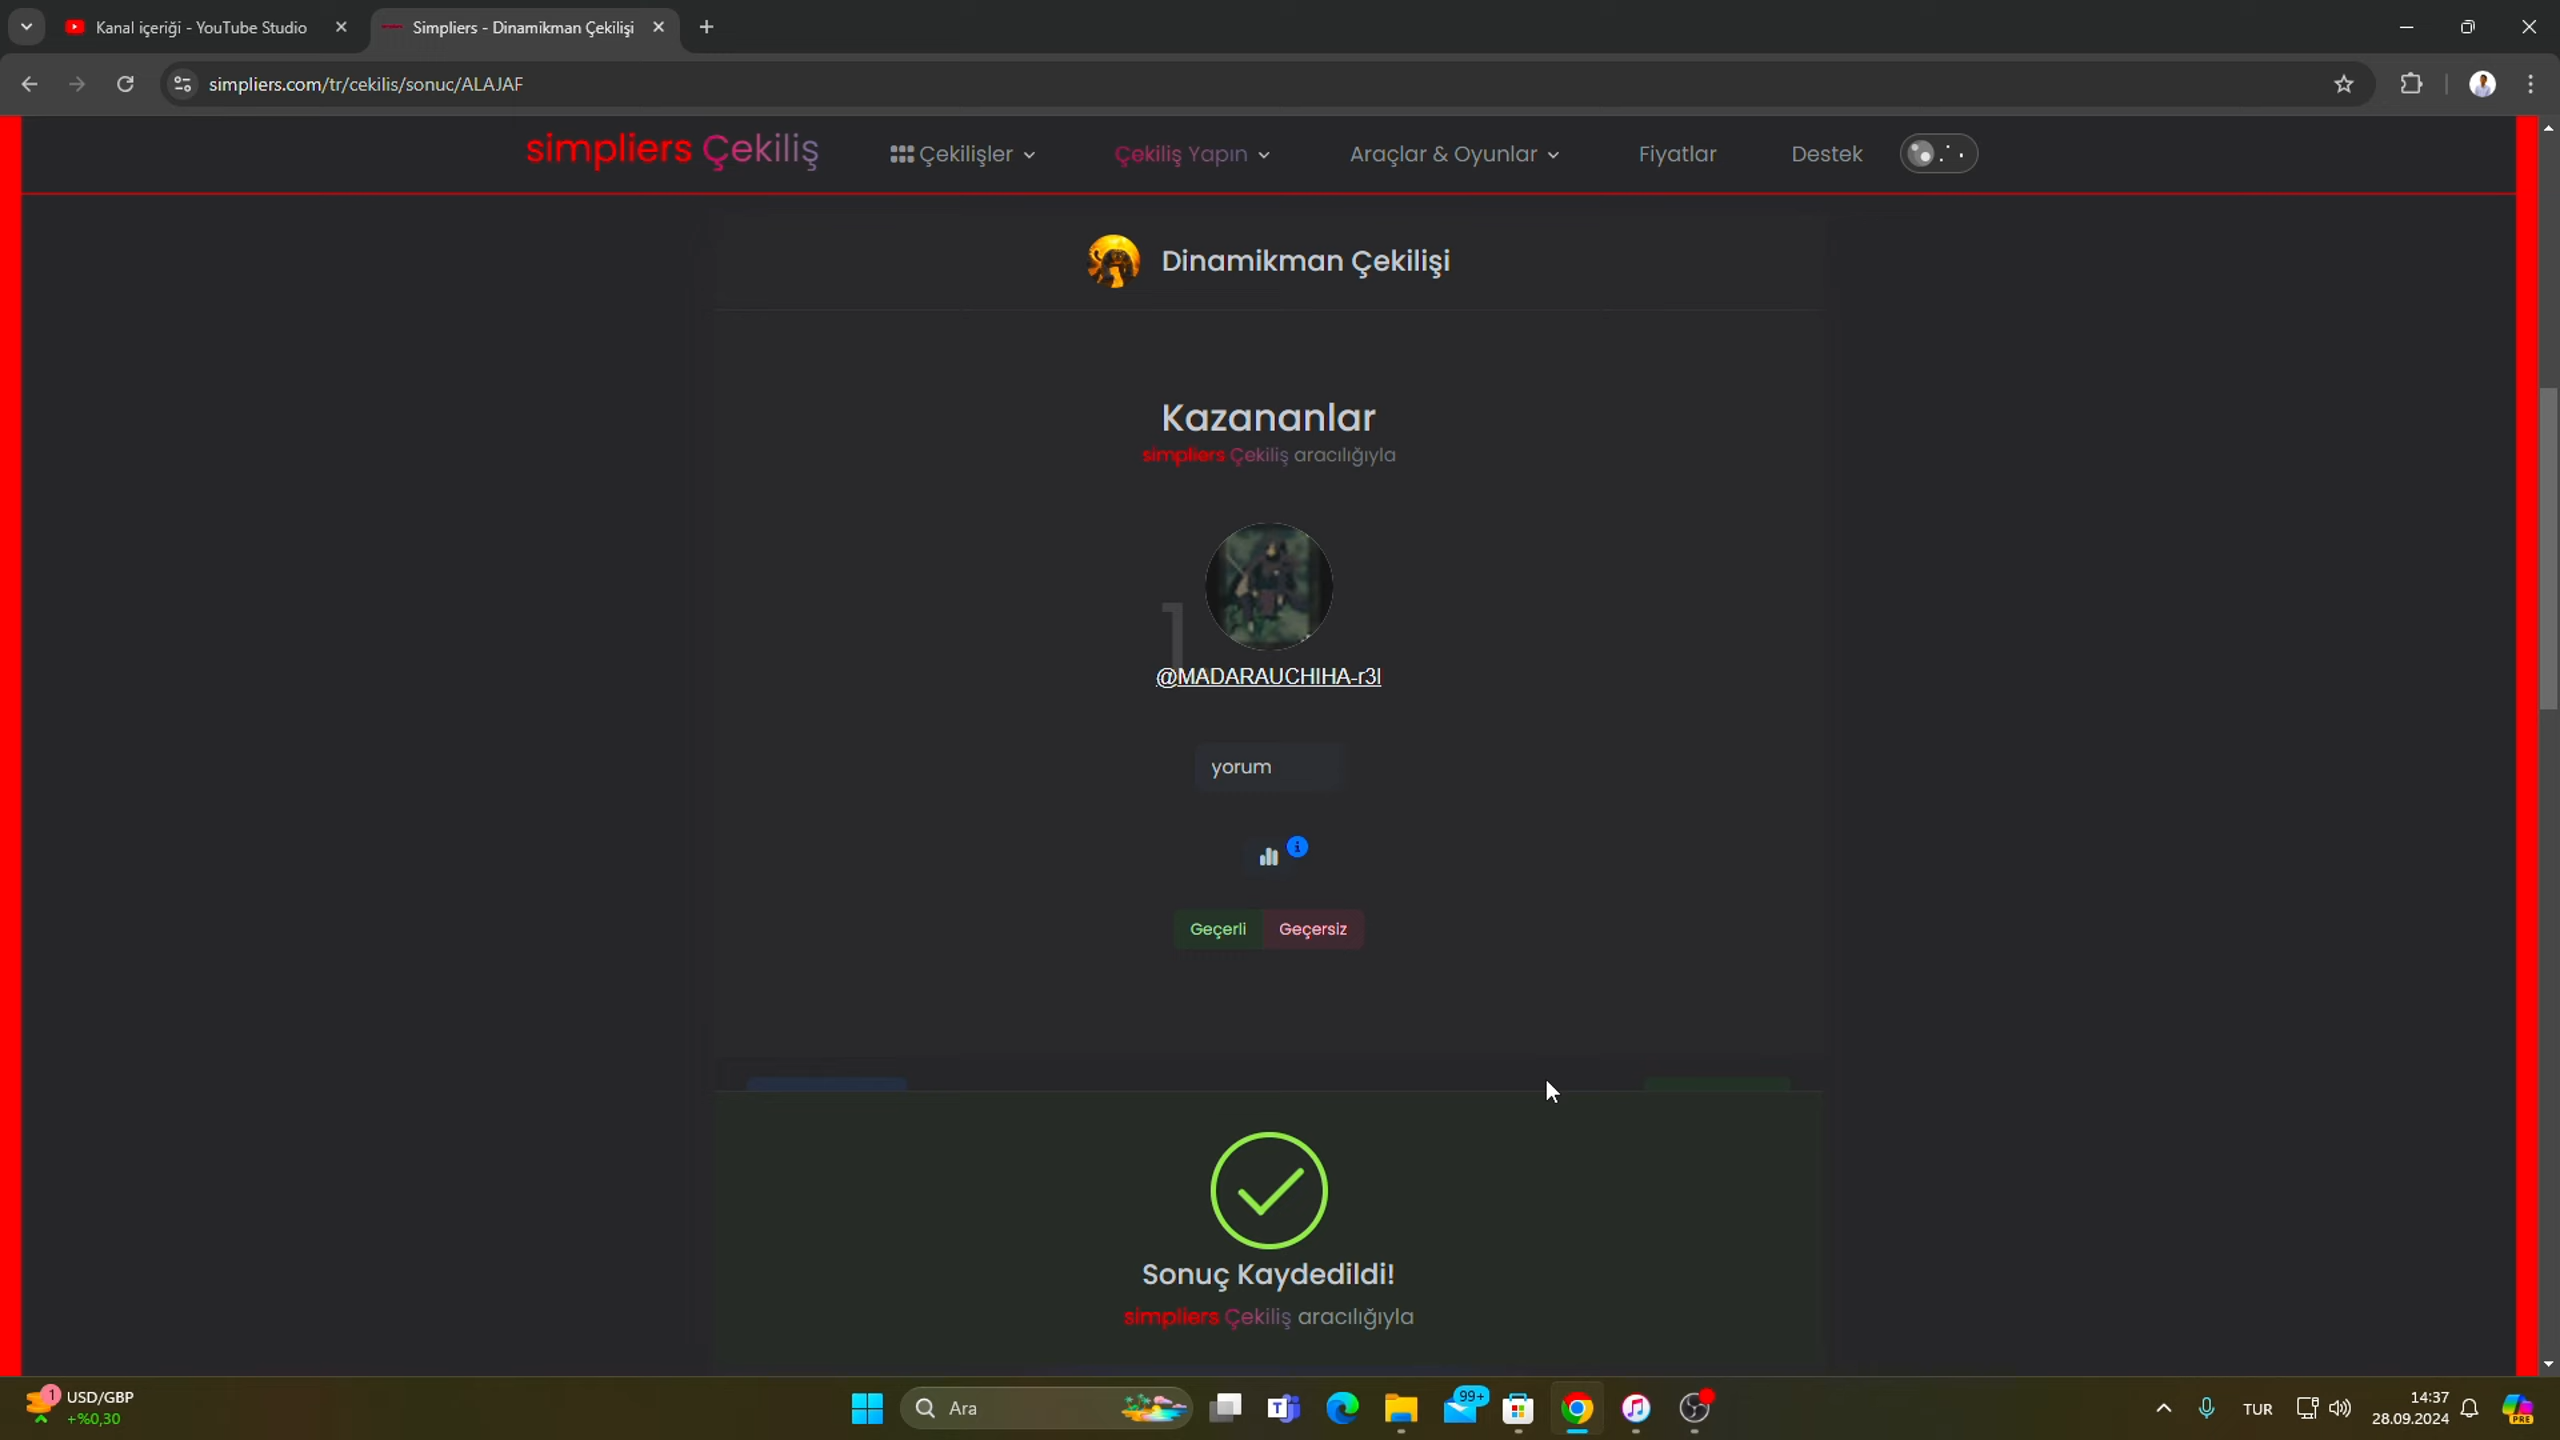 Kanal içeriği - YouTube Studio
Simpliers - Dinamikman Çekilişi
simpliers.com/tr/cekilis/sonuc/ALAJAF
simpliers Çekiliş
Çekilişler
Çekiliş Yapın
Araçlar & Oyunlar
Fiyatlar
Destek
Dinamikman Çekilişi
Kazananlar
simpliers Çekiliş aracılığıyla
1
@MADARAUCHIHA-r3l
yorum
Geçerli Geçersiz
Sonuç Kaydedildi!
simpliers Çekiliş aracılığıyla
1
USD/GBP
+%0,30
Ara
99+
TUR
14:37
28.09.2024
PRE